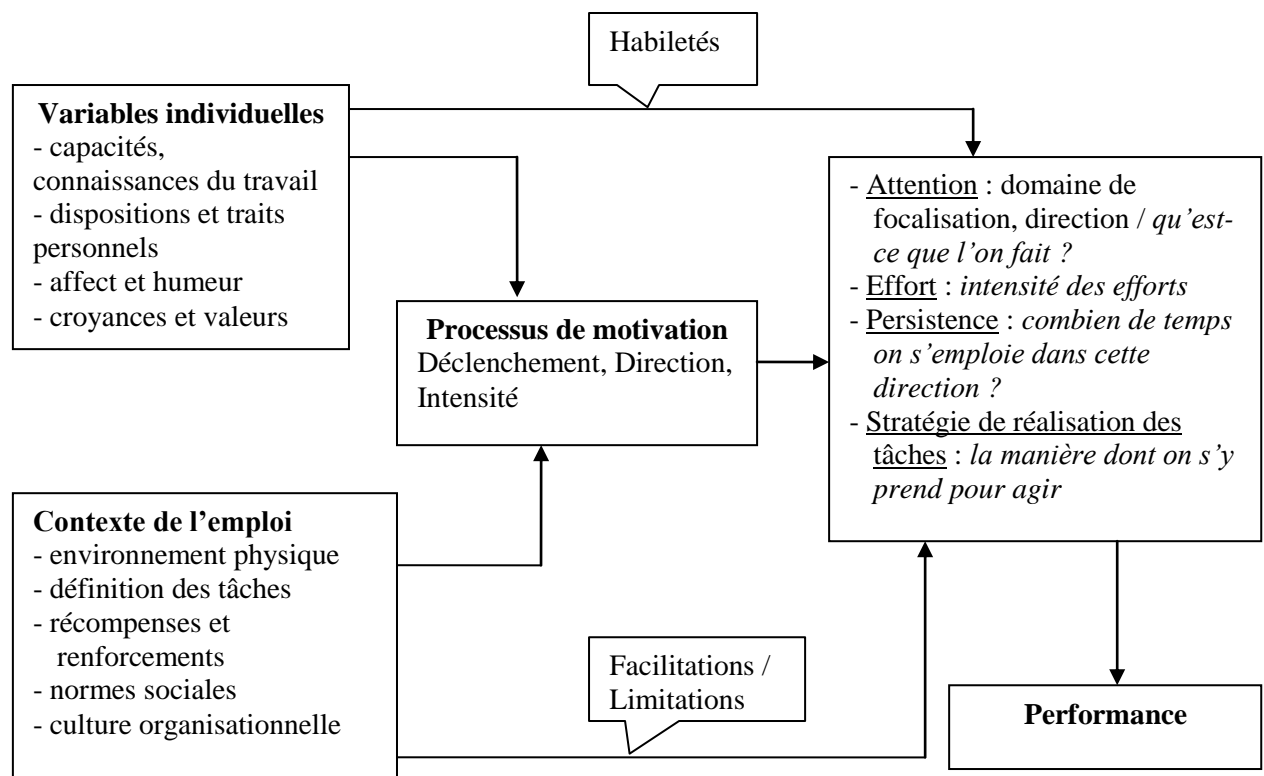 Habiletés
Variables individuelles
- capacités,
connaissances du travail
- dispositions et traits
personnels
- affect et humeur
- croyances et valeurs
- Attention : domaine de
focalisation, direction / qu’est-
ce que l’on fait ?
- Effort : intensité des efforts
- Persistence : combien de temps
on s’emploie dans cette
direction ?
- Stratégie de réalisation des
tâches : la manière dont on s’y
prend pour agir
Processus de motivation
Déclenchement, Direction,
Intensité
Contexte de l’emploi
- environnement physique
- définition des tâches
- récompenses et
renforcements
- normes sociales
- culture organisationnelle
Facilitations /
Limitations
Performance